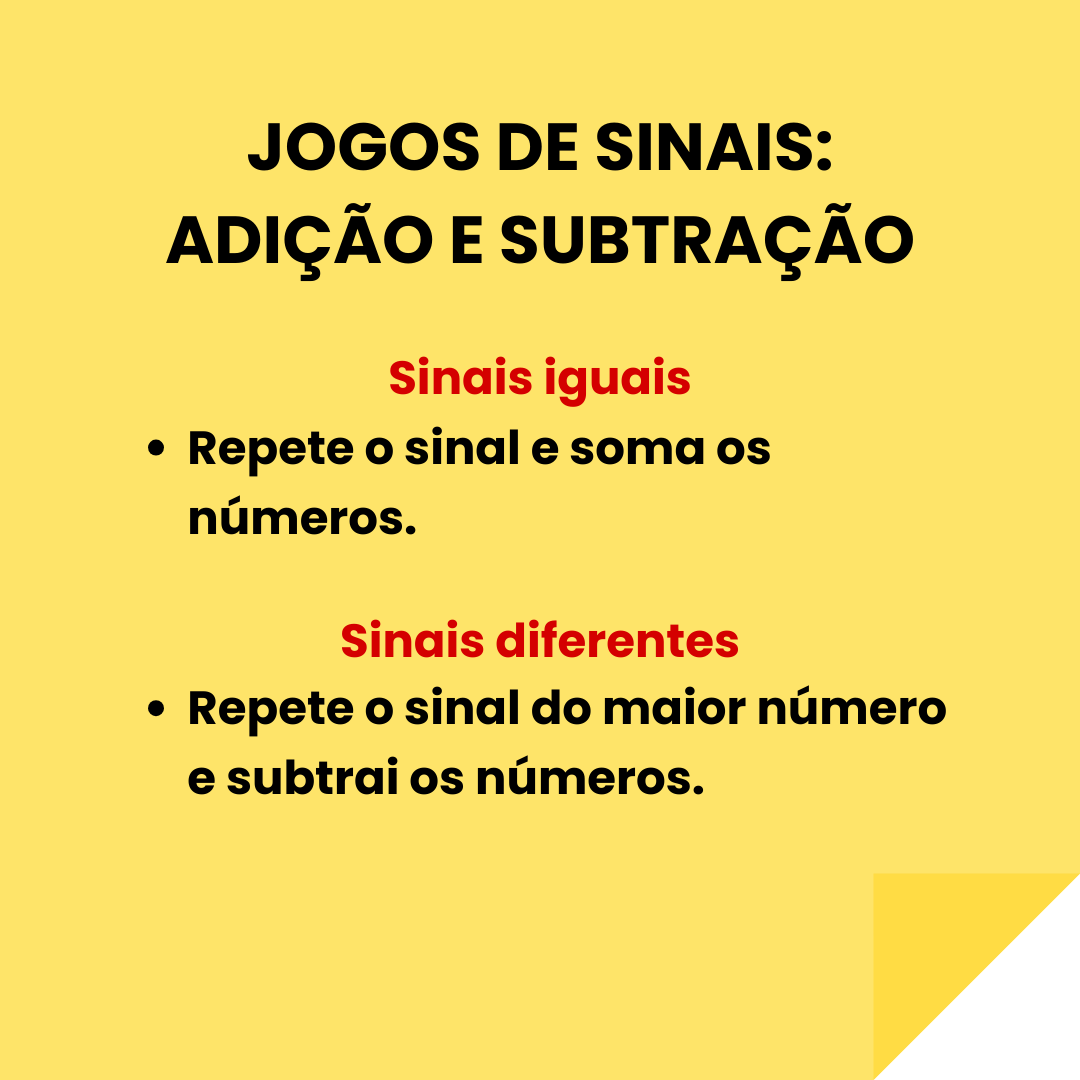 JOGOS DE SINAIS:
ADIÇÃO E SUBTRAÇÃO
Sinais iguais
• Repete o sinal e soma os
números.
Sinais diferentes
• Repete o sinal do maior número
e subtrai os números.